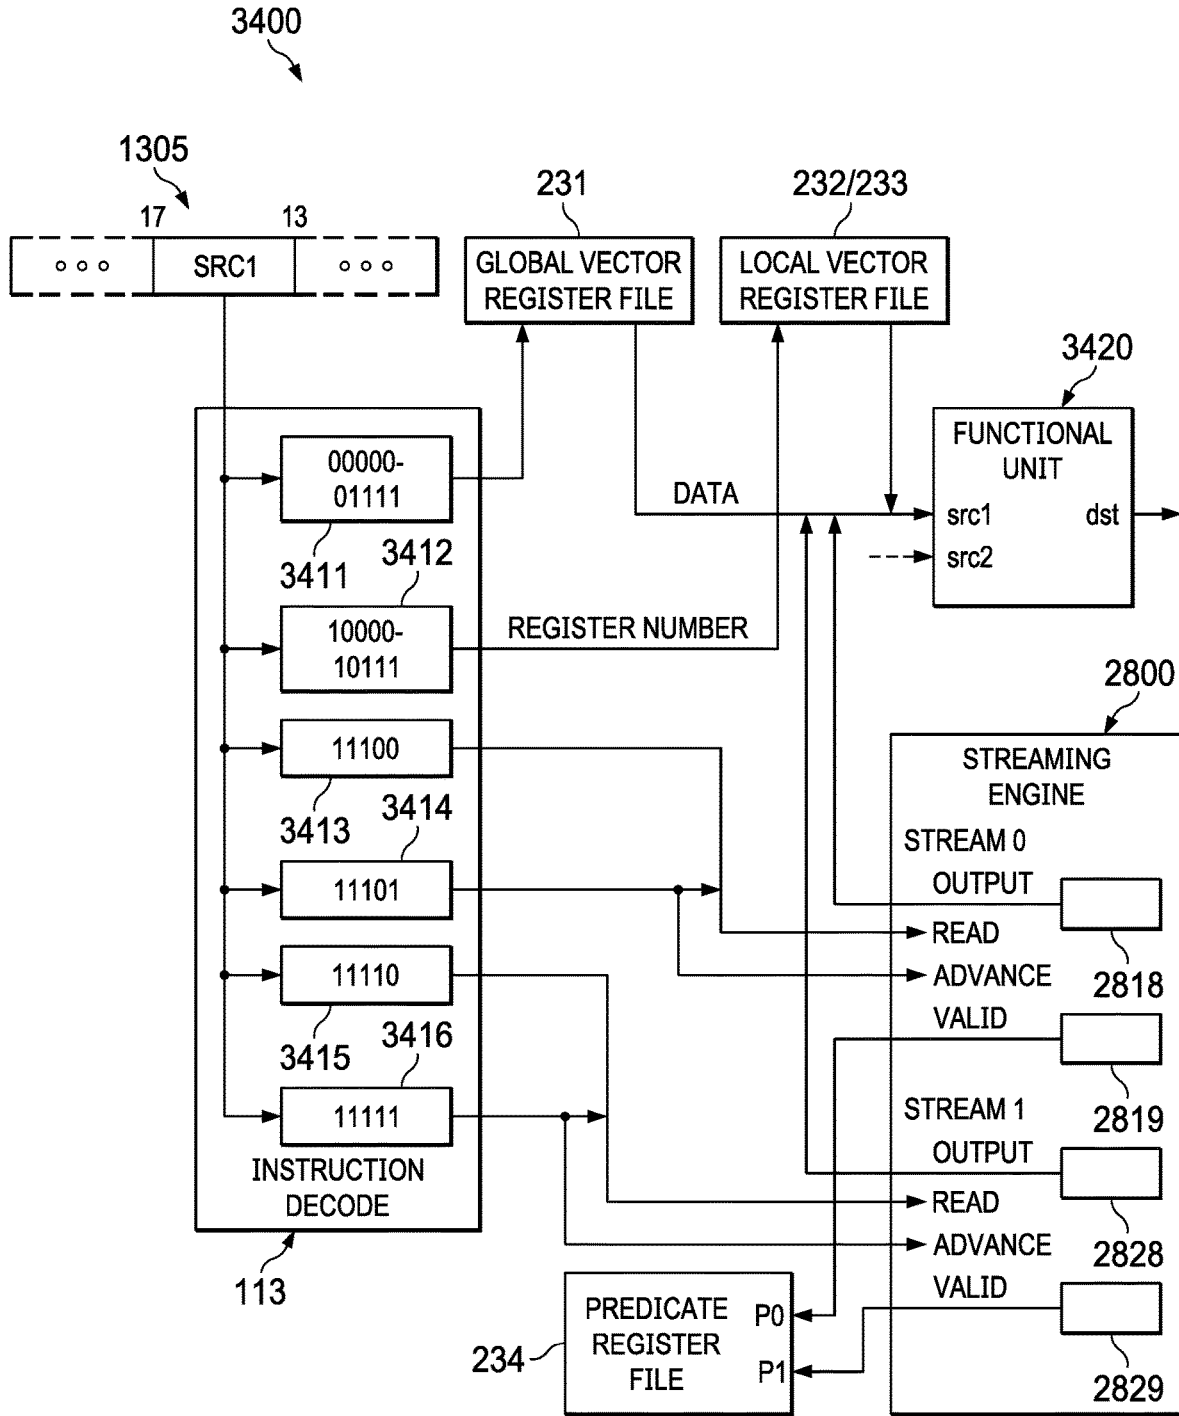 3400
1305
17
13
SRC1
231
GLOBAL VECTOR
REGISTER FILE
232/233
LOCAL VECTOR
REGISTER FILE
3420
FUNCTIONAL
UNIT
src1
dst
src2
DATA
00000-
01111
3411
3412
10000-
10111
REGISTER NUMBER
11100
3413
3414
11101
11110
3415
3416
11111
INSTRUCTION
DECODE
113
2800
STREAMING
ENGINE
STREAM 0
OUTPUT
READ
2818
ADVANCE
VALID
2819
STREAM 1
OUTPUT
READ
2828
ADVANCE
VALID
2829
PREDICATE
REGISTER
FILE
P0
P1
234